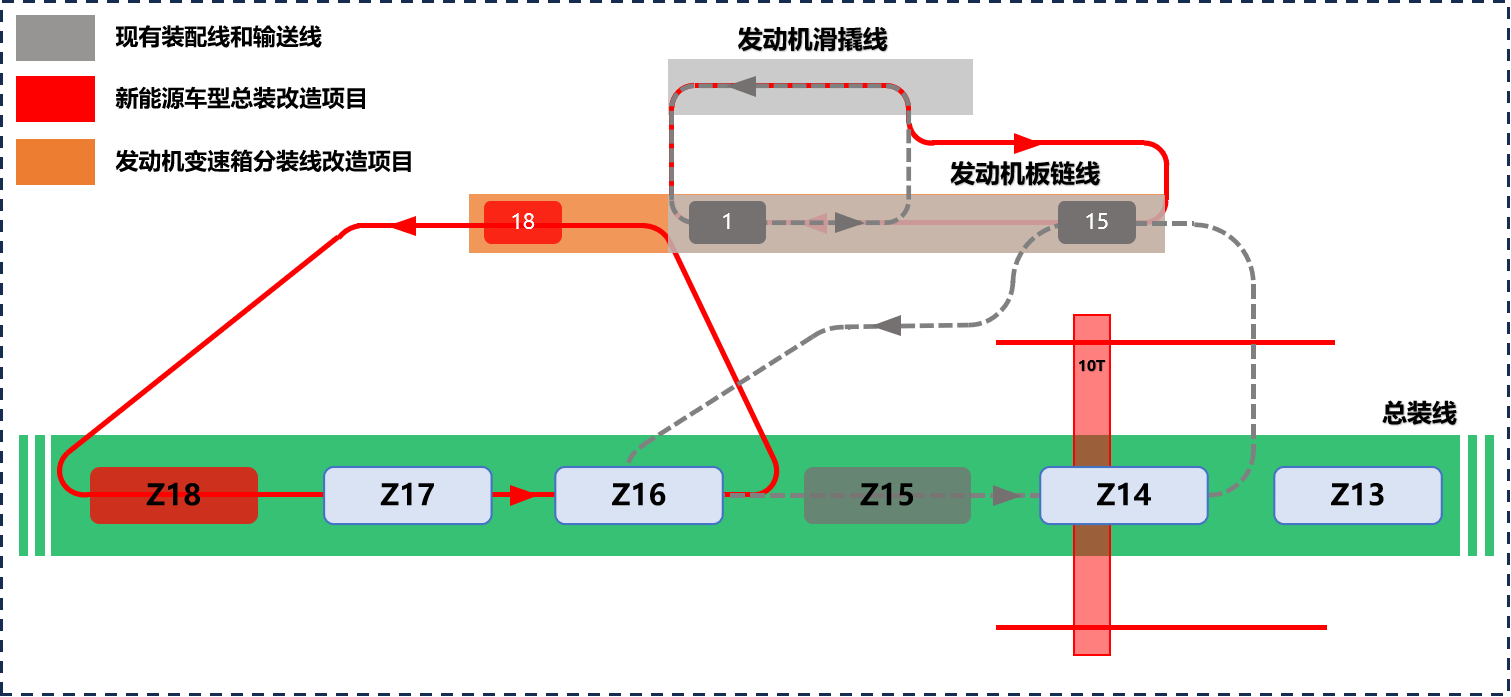 现有装配线和输送线
新能源车型总装改造项目
发动机变速箱分装线改造项目
发动机滑撬线
发动机板链线
18
1
15
10T
总装线
Z18
Z17
Z16
Z15
Z14
Z13